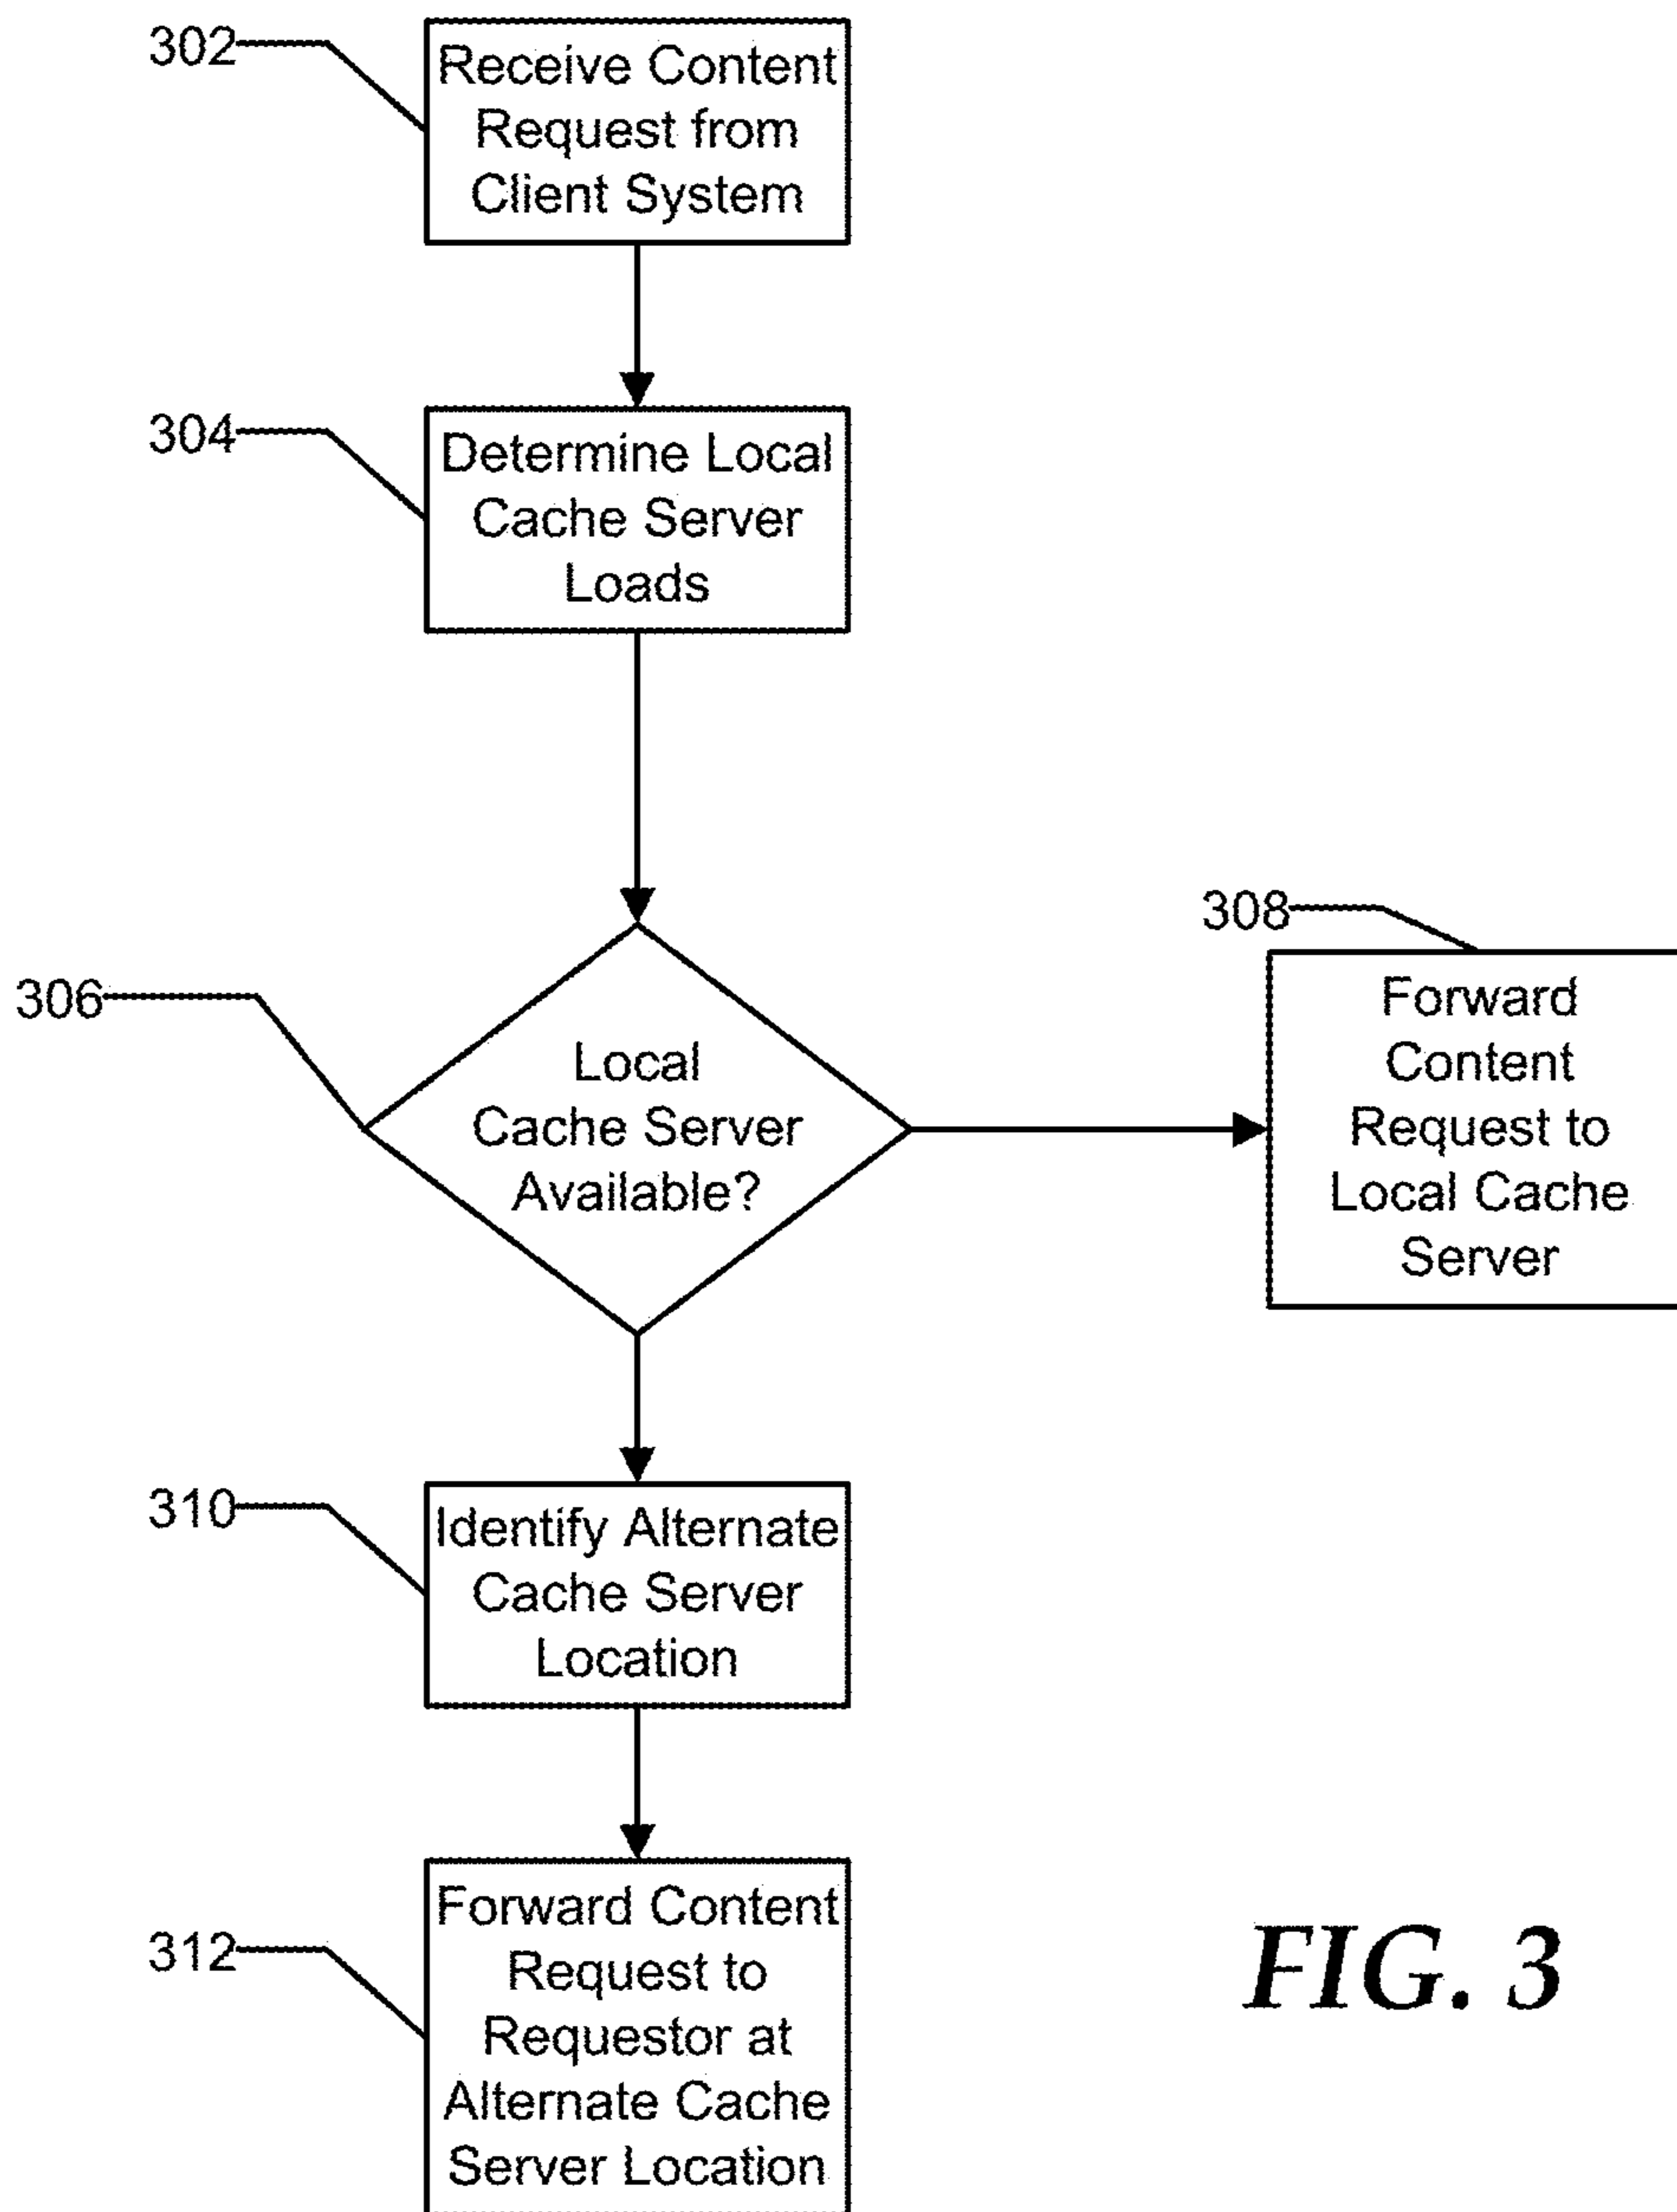 302
Receive Content
Request from
Client System
304
Determine Local
Cache Server
Loads
306
Local
Cache Server
Available?
308
Forward
Content
Request to
Local Cache
Server
310
Identify Alternate
Cache Server
Location
312
Forward Content
Request to
Requestor at
Alternate Cache
Server Location
FIG. 3